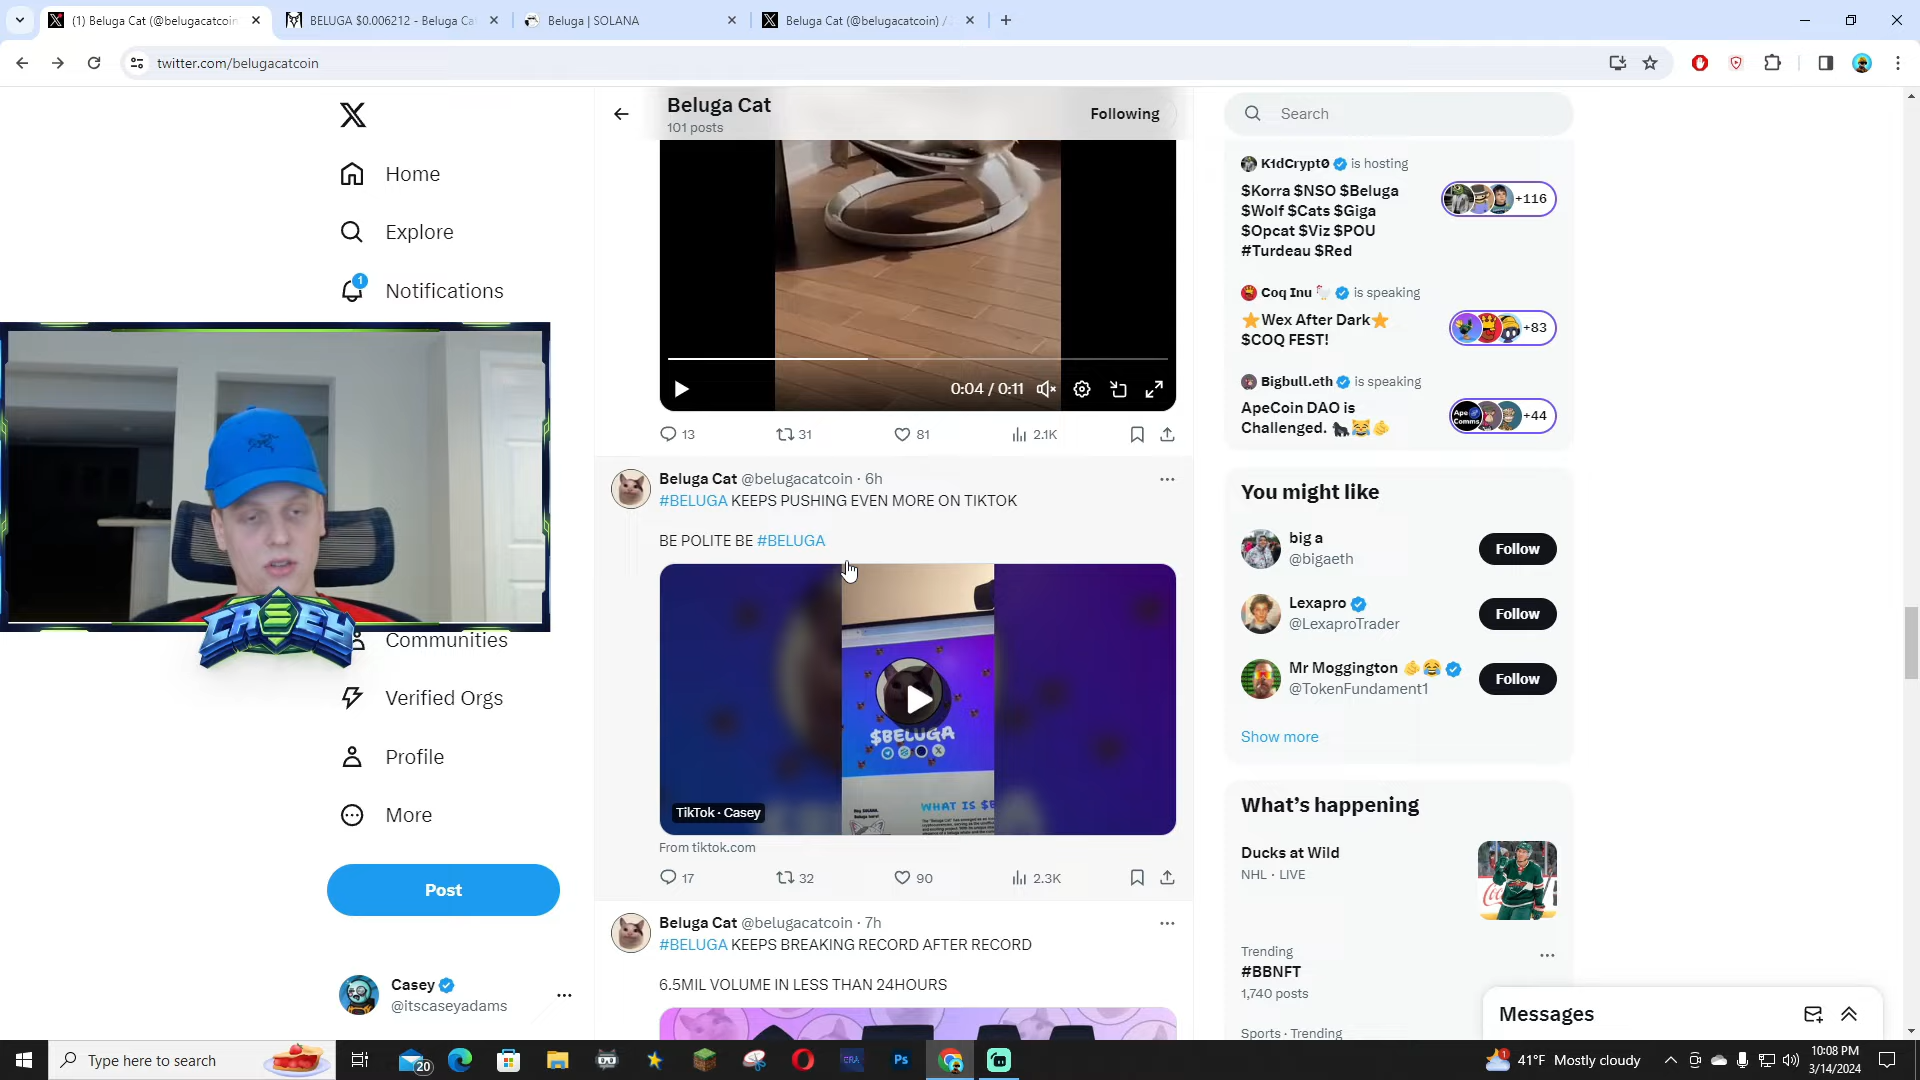 (1) Beluga Cat (@belugacatcoin
BELUGA $0.006212 - Beluga Ca
Beluga | SOLANA
Beluga Cat (@belugacatcoin) /
twitter.com/belugacatcoin
Home
Explore
1
Notifications
Communities
Verified Orgs
Profile
More
Post
Casey
@itscaseyadams
CASEY
Beluga Cat
101 posts
Following
0:04 / 0:11
13
31
81
2.1K
Beluga Cat @belugacatcoin · 6h
#BELUGA KEEPS PUSHING EVEN MORE ON TIKTOK
BE POLITE BE #BELUGA
$BELUGA
WHAT IS $B
TikTok · Casey
From tiktok.com
17
32
90
2.3K
Beluga Cat @belugacatcoin · 7h
#BELUGA KEEPS BREAKING RECORD AFTER RECORD
6.5MIL VOLUME IN LESS THAN 24HOURS
Search
K1dCrypt0 is hosting
$Korra $NSO $Beluga
$Wolf $Cats $Giga
$Opcat $Viz $POU
#Turdeau $Red
+116
Coq Inu is speaking
⭐Wex After Dark⭐
$COQ FEST!
+83
Bigbull.eth is speaking
ApeCoin DAO is
Challenged. 🦍😹🫵
Ape
Comms
+44
You might like
big a
@bigaeth
Follow
Lexapro
@LexaproTrader
Follow
Mr Moggington 🫵😂
@TokenFundament1
Follow
Show more
What's happening
Ducks at Wild
NHL · LIVE
Trending
#BBNFT
1,740 posts
Sports · Trending
Messages
Type here to search
20
Ps
41°F Mostly cloudy
10:08 PM
3/14/2024